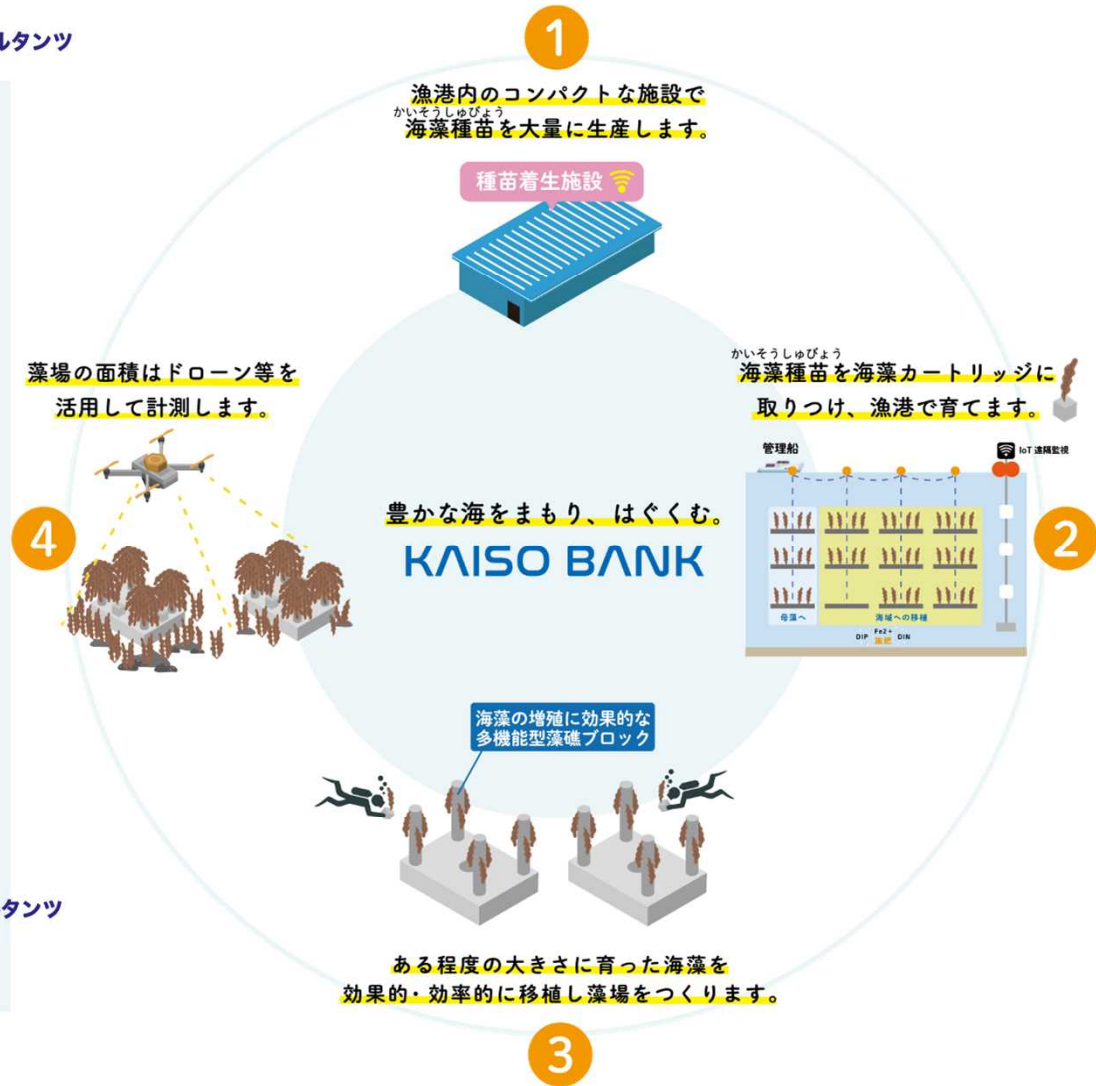 ルタンツ
1
漁港内のコンパクトな施設で
かいそうしゅびょう
海藻種苗を大量に生産します。
種苗着生施設
かいそうしゅびょう
海藻種苗を海藻カートリッジに
取りつけ、漁港で育てます。
管理船
IoT 遠隔監視
2
母藻へ
海域への移植
DIP Fe2+ DIN
施肥
藻場の面積はドローン等を
活用して計測します。
4
豊かな海をまもり、はぐくむ。
KAISO BANK
海藻の増殖に効果的な
多機能型藻礁ブロック
タンツ
ある程度の大きさに育った海藻を
効果的・効率的に移植し藻場をつくります。
3